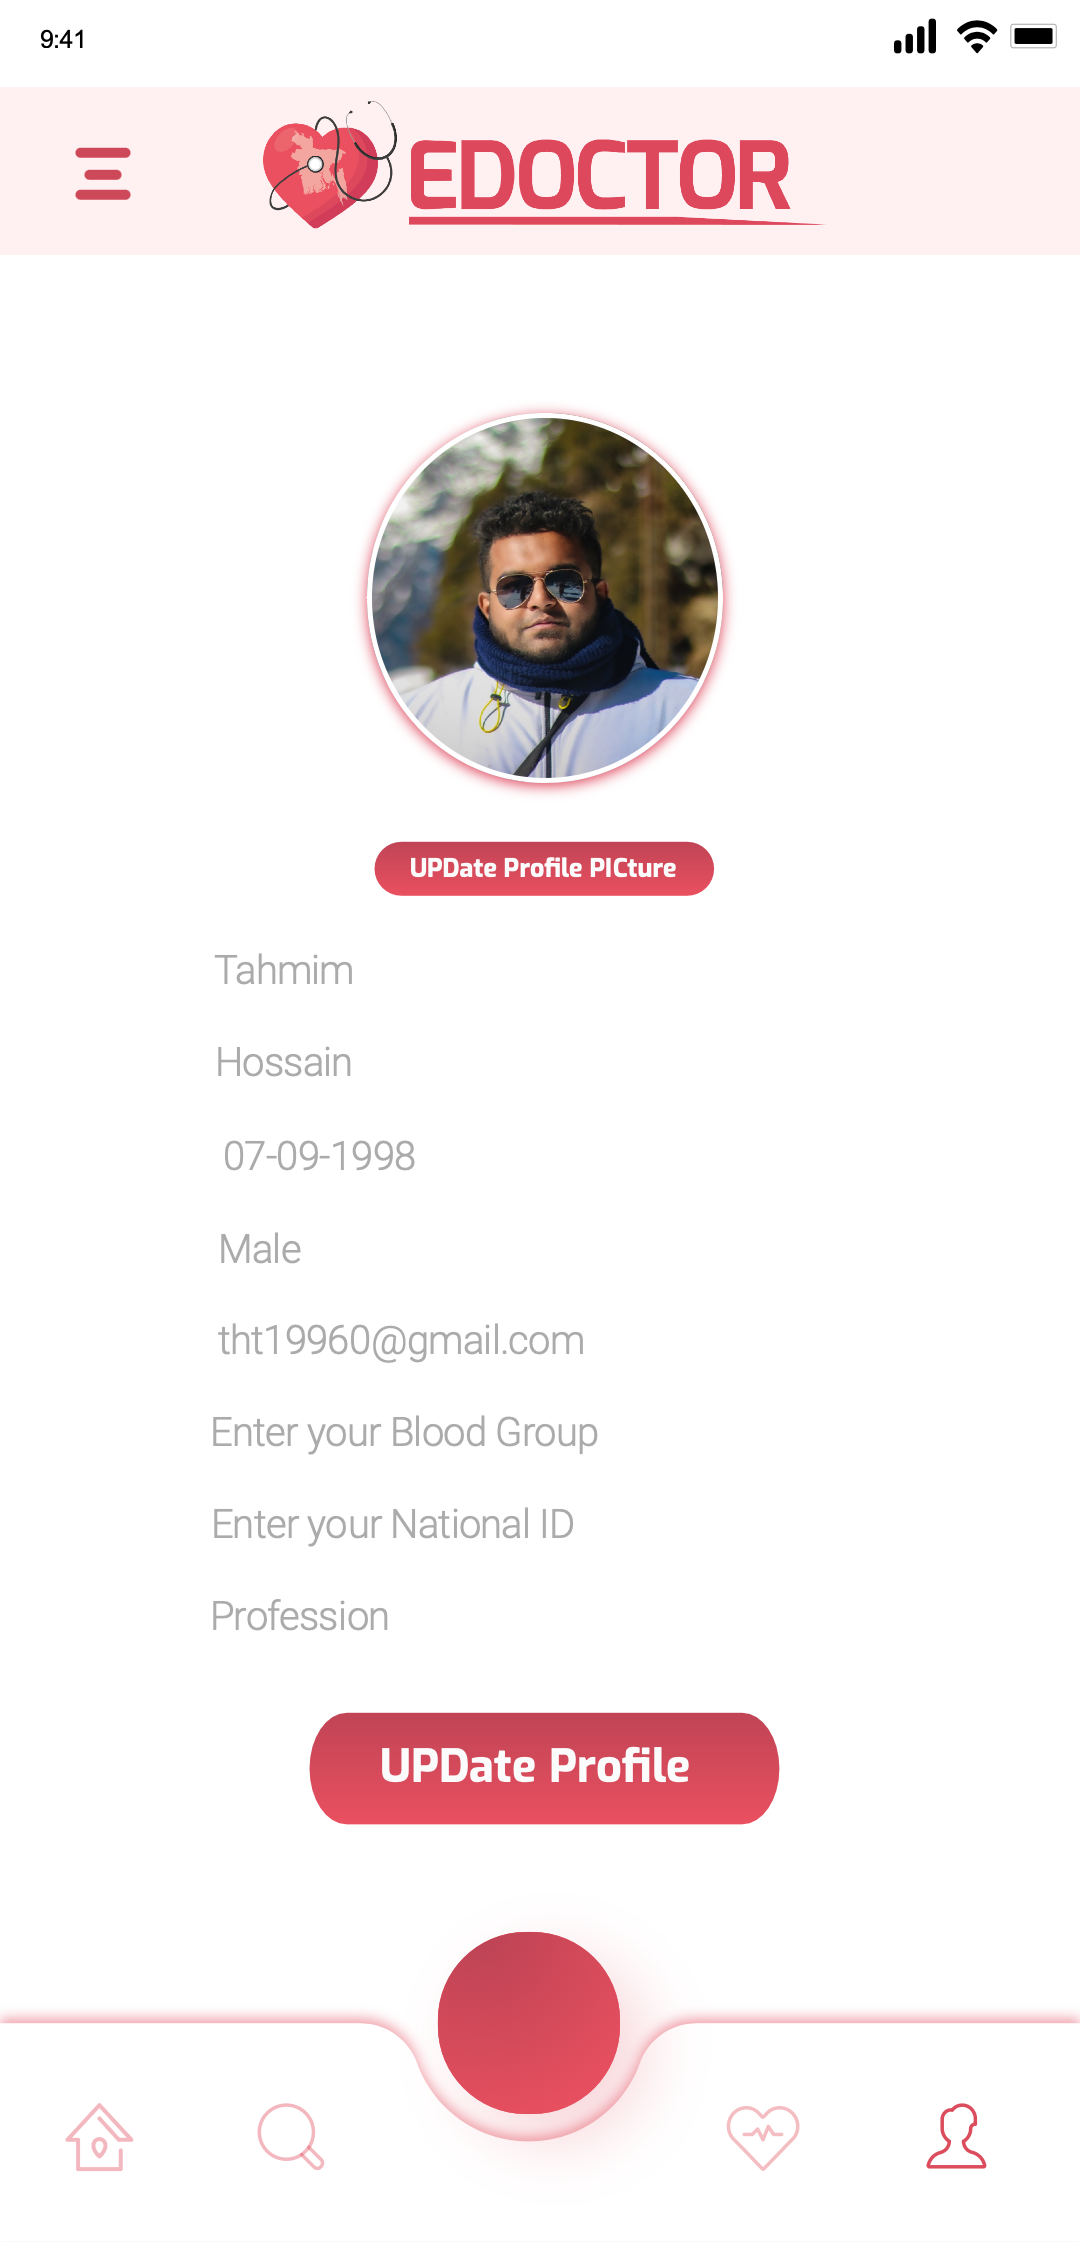 9:41
EDOCTOR
UPDate Profile PICture
Tahmim
Hossain
07-09-1998
Male
tht19960@gmail.com
Enter your Blood Group
Enter your National ID
Profession
UPDate Profile